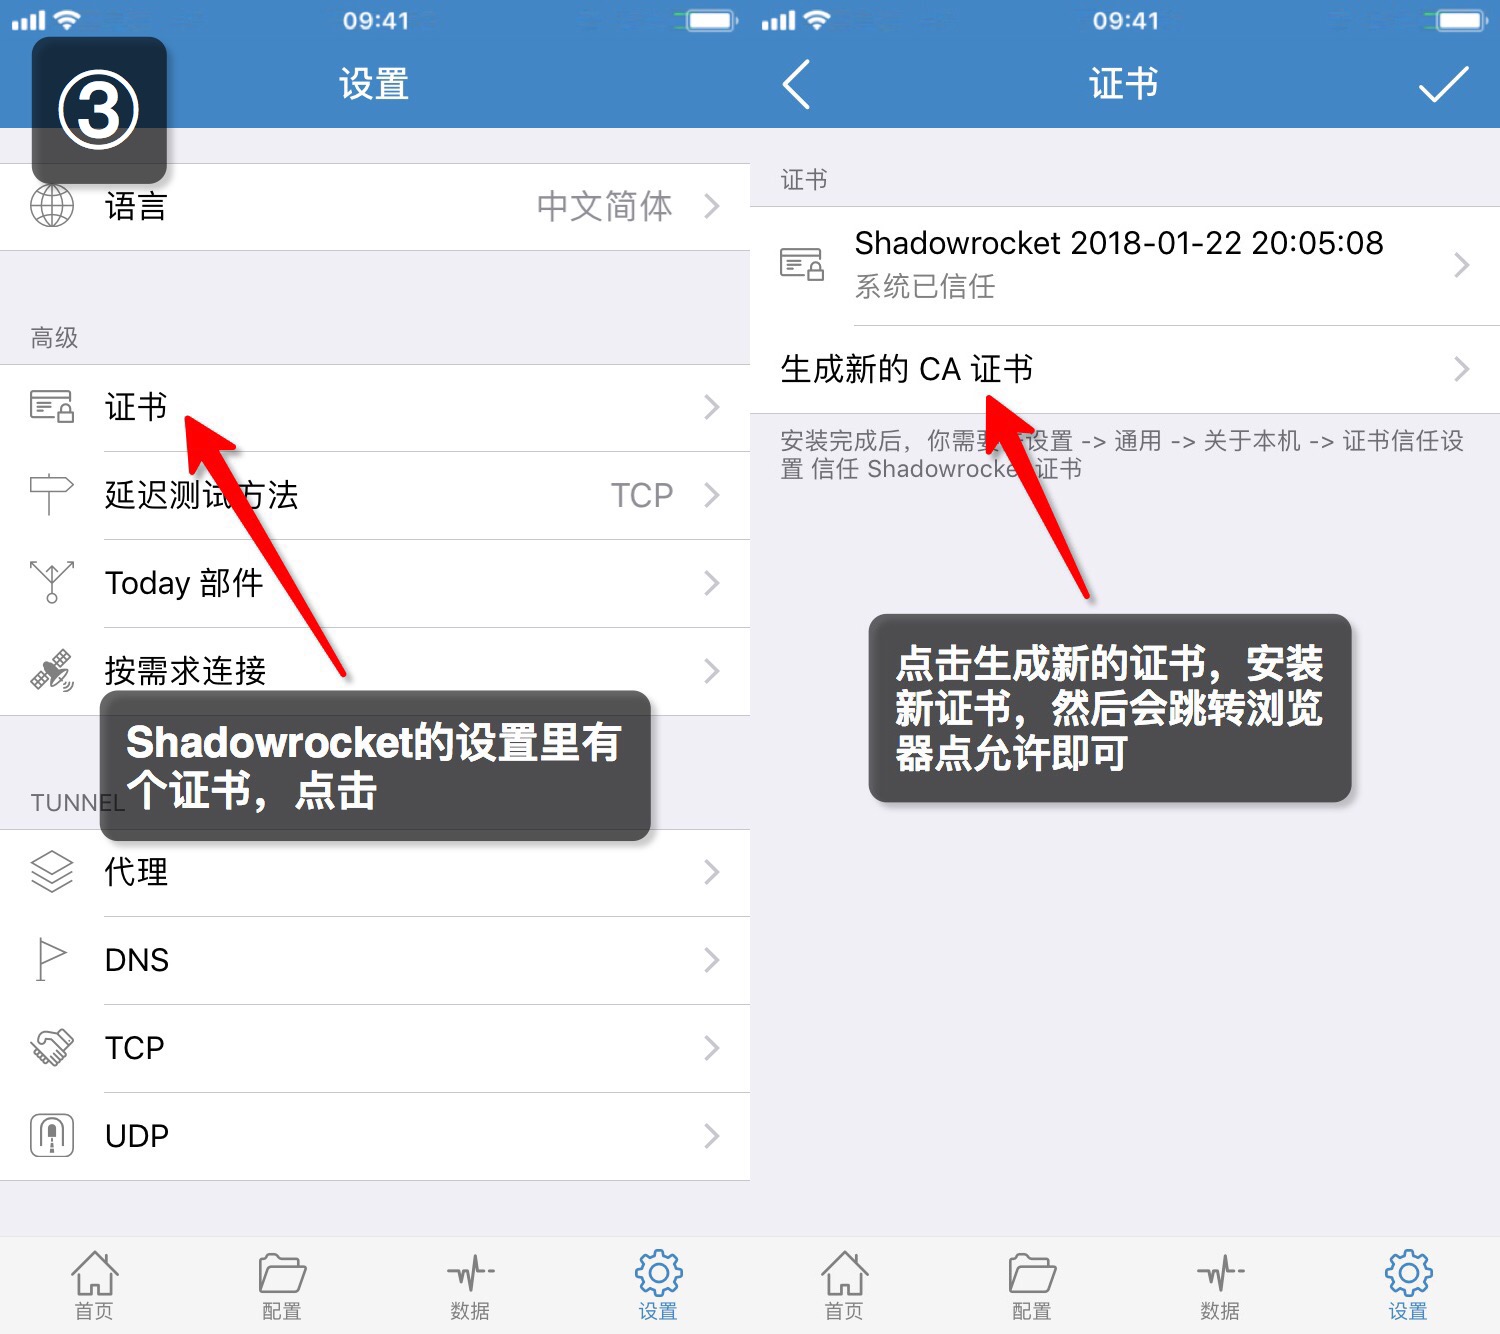 09:41
③
设置
语言
中文简体
高级
证书
延迟测试方法
TCP
Today 部件
按需求连接
Shadowrocket的设置里有
个证书，点击
TUNNEL
代理
DNS
TCP
UDP
首页
配置
数据
设置
09:41
证书
证书
Shadowrocket 2018-01-22 20:05:08
系统已信任
生成新的 CA 证书
安装完成后，你需要 设置 -> 通用 -> 关于本机 -> 证书信任设
置 信任 Shadowrocket 证书
点击生成新的证书，安装
新证书，然后会跳转浏览
器点允许即可
首页
配置
数据
设置